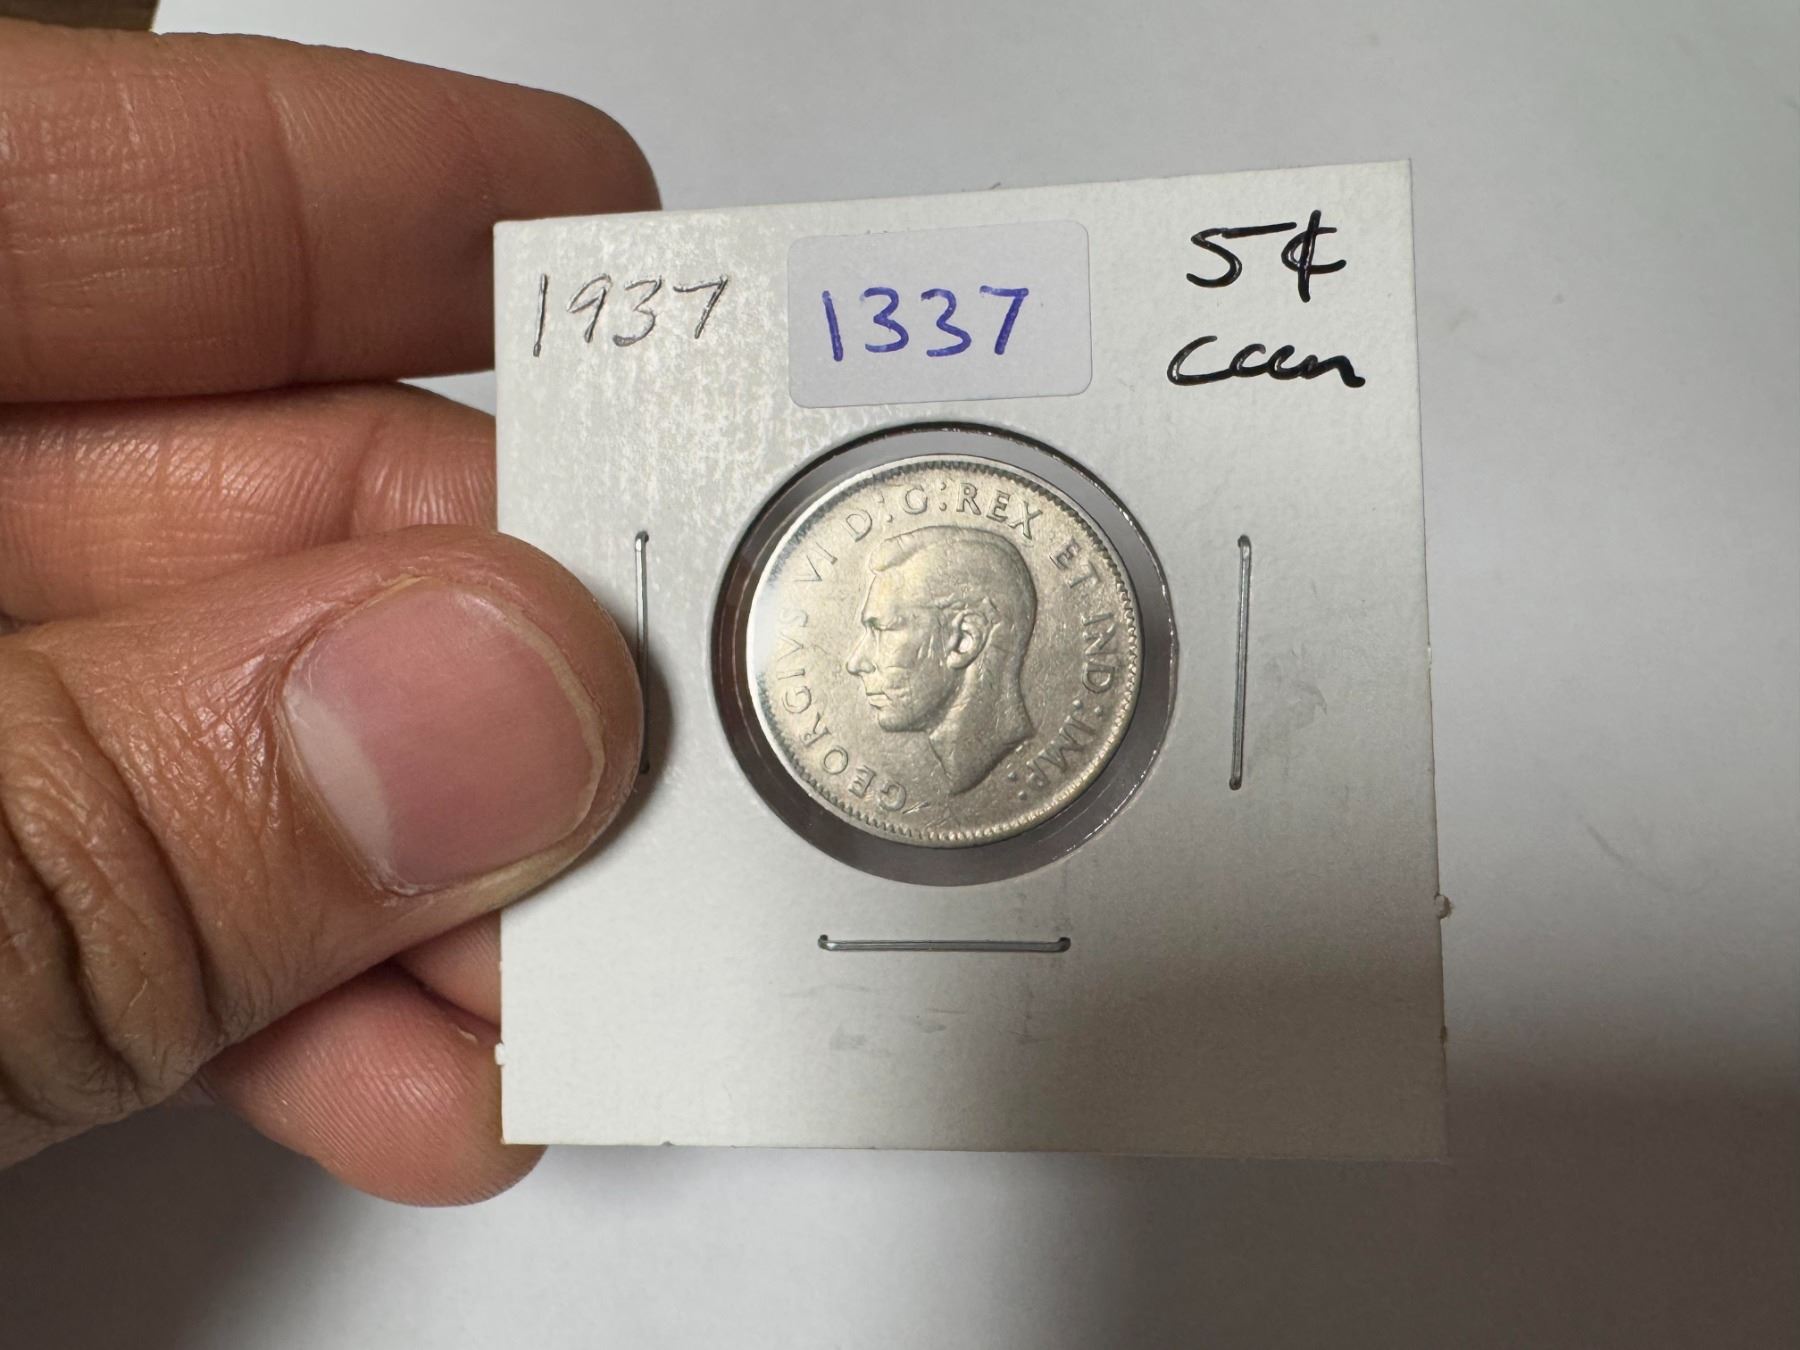 1937
1337
5¢
can
GEORGIVS VI D:G:REX ET IND:IMP: